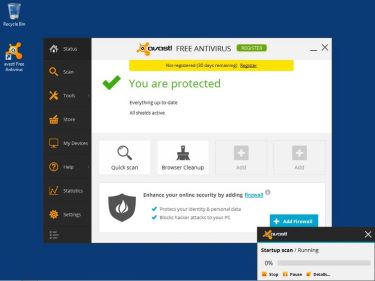 Recycle Bin
avast! Free
Antivirus
Status
Scan
Tools
Store
My Devices
Help
Statistics
Settings
avast! FREE ANTIVIRUS REGISTER
Not registered (30 days remaining) Register
You are protected
Everything up-to-date
All shields active
Quick scan
Browser Cleanup
Add
Add
Enhance your online security by adding firewall
Protects your identity & personal data
Blocks hacker attacks to your PC
Add Firewall
avast!
Startup scan / Running
0%
Stop
Pause
Details...